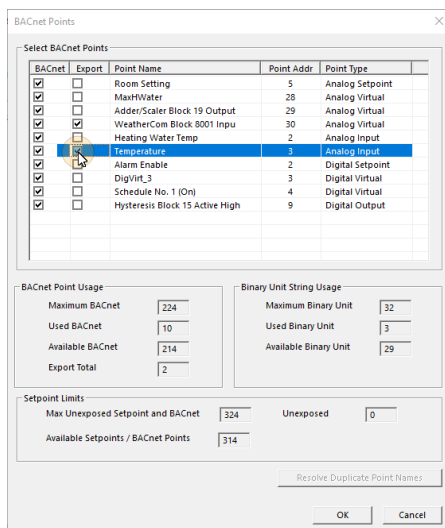 BACnet Points
Select BACnet Points
BACnet Export Point Name Point Addr Point Type
Room Setting 5 Analog Setpoint
MaxHWater 28 Analog Virtual
Adder/Scaler Block 19 Output 29 Analog Virtual
WeatherCom Block 8001 Inpu 30 Analog Virtual
Heating Water Temp 2 Analog Input
Temperature 3 Analog Input
Alarm Enable 2 Digital Setpoint
DigVirt_3 3 Digital Virtual
Schedule No. 1 (On) 4 Digital Virtual
Hysteresis Block 15 Active High 9 Digital Output
BACnet Point Usage
Maximum BACnet 224
Used BACnet 10
Available BACnet 214
Export Total 2
Binary Unit String Usage
Maximum Binary Unit 32
Used Binary Unit 3
Available Binary Unit 29
Setpoint Limits
Max Unexposed Setpoint and BACnet 324 Unexposed 0
Available Setpoints / BACnet Points 314
Resolve Duplicate Point Names
OK Cancel